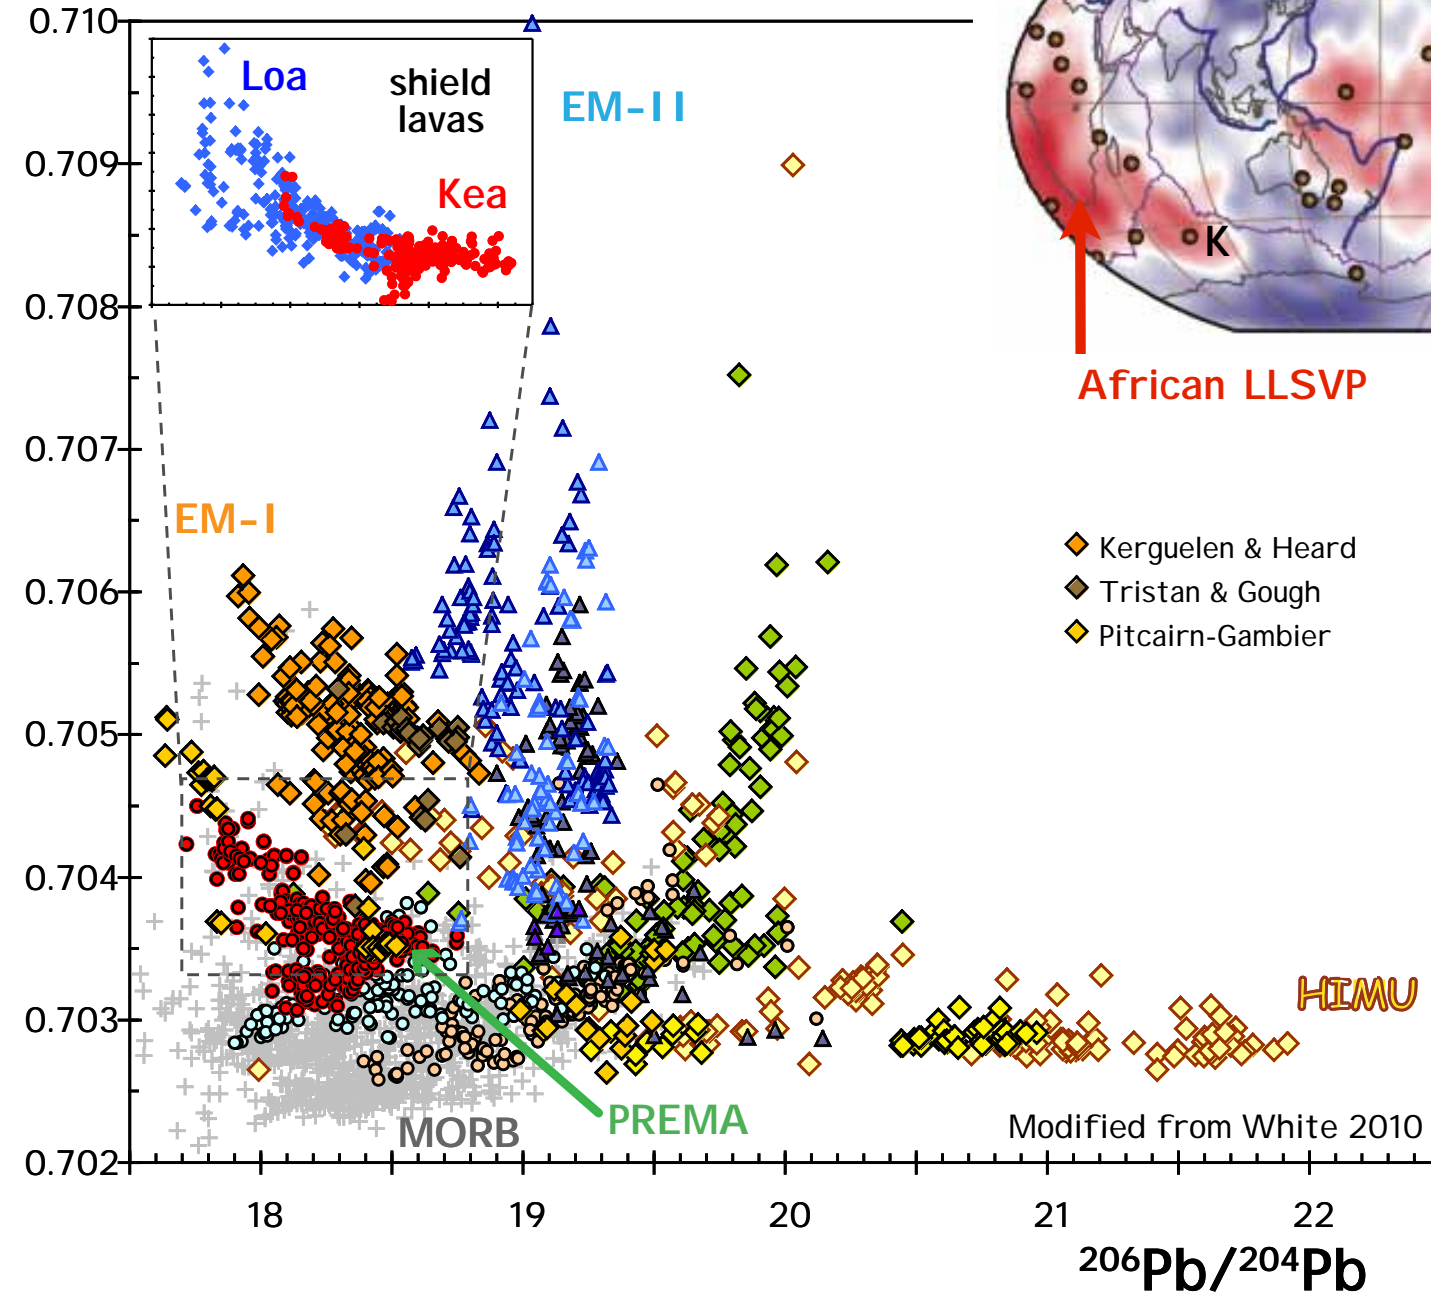 0.710
0.709
0.708
0.707
0.706
0.705
0.704
0.703
0.702
Loa
shield
lavas
Kea
EM-II
EM-I
K
African LLSVP
Kerguelen & Heard
Tristan & Gough
Pitcairn-Gambier
HIMU
PREMA
MORB
Modified from White 2010
18
19
20
21
22
²⁰⁶Pb/²⁰⁴Pb